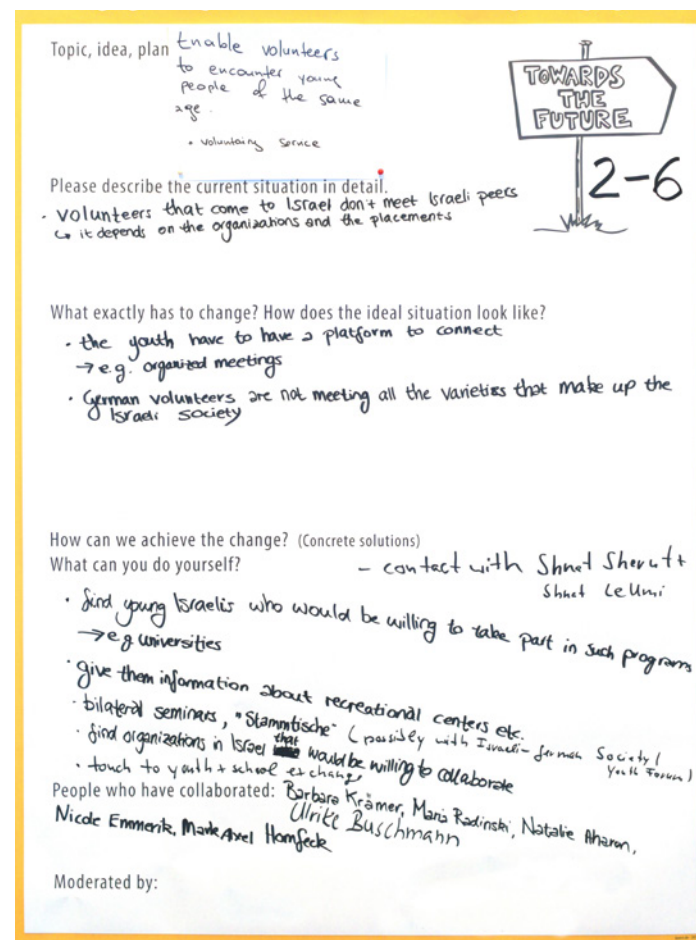 Topic, idea, plan Enable volunteers
to encounter young
people of the same
age.
• voluntairy service
TOWARDS
THE
FUTURE
2-6
Please describe the current situation in detail.
• volunteers that come to Israel don't meet Israeli peers
↳ it depends on the organizations and the placements
What exactly has to change? How does the ideal situation look like?
• the youth have to have a platform to connect
→ e.g. organized meetings
• German volunteers are not meeting all the varieties that make up the
Israeli society
How can we achieve the change? (Concrete solutions)
What can you do yourself?
– contact with Shnat Sherut +
Shnat Leumi
• find young Israelis who would be willing to take part in such programs
→ e.g universities
• give them information about recreational centers etc.
• bilateral seminars, "Stammtische" (possibly with Israeli-German Society /
Youth Forum)
• find organizations in Israel that would be willing to collaborate
• touch to youth + school exchange
People who have collaborated: Barbara Krämer, Maria Radinski, Natalie Aharon,
Ulrike Buschmann
Nicole Emmerik, Mark Axel Homfeck
Moderated by: